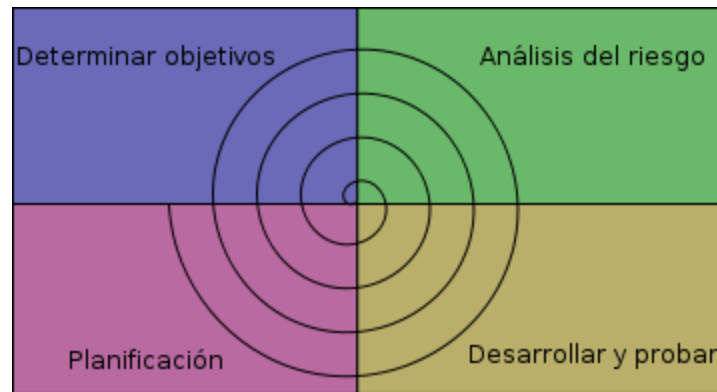 Determinar objetivos
Análisis del riesgo
Planificación
Desarrollar y probar